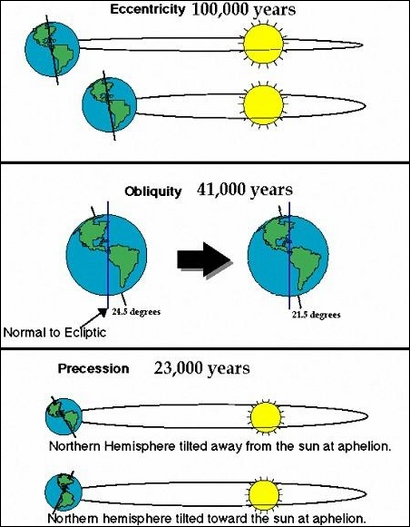 Eccentricity 100,000 years
Obliquity 41,000 years
24.5 degrees
21.5 degrees
Normal to Ecliptic
Precession 23,000 years
Northern Hemisphere tilted away from the sun at aphelion.
Northern hemisphere tilted toward the sun at aphelion.